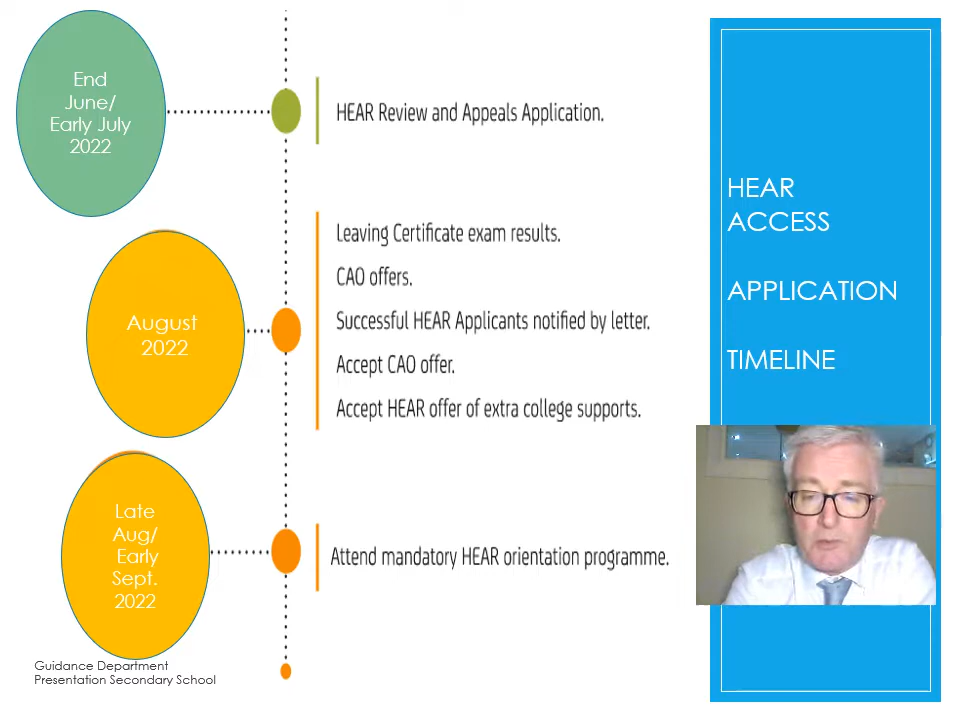 End
June/
Early July
2022
HEAR Review and Appeals Application.
August
2022
Leaving Certificate exam results.
CAO offers.
Successful HEAR Applicants notified by letter.
Accept CAO offer.
Accept HEAR offer of extra college supports.
Late
Aug/
Early
Sept.
2022
Attend mandatory HEAR orientation programme.
HEAR
ACCESS
APPLICATION
TIMELINE
Guidance Department
Presentation Secondary School